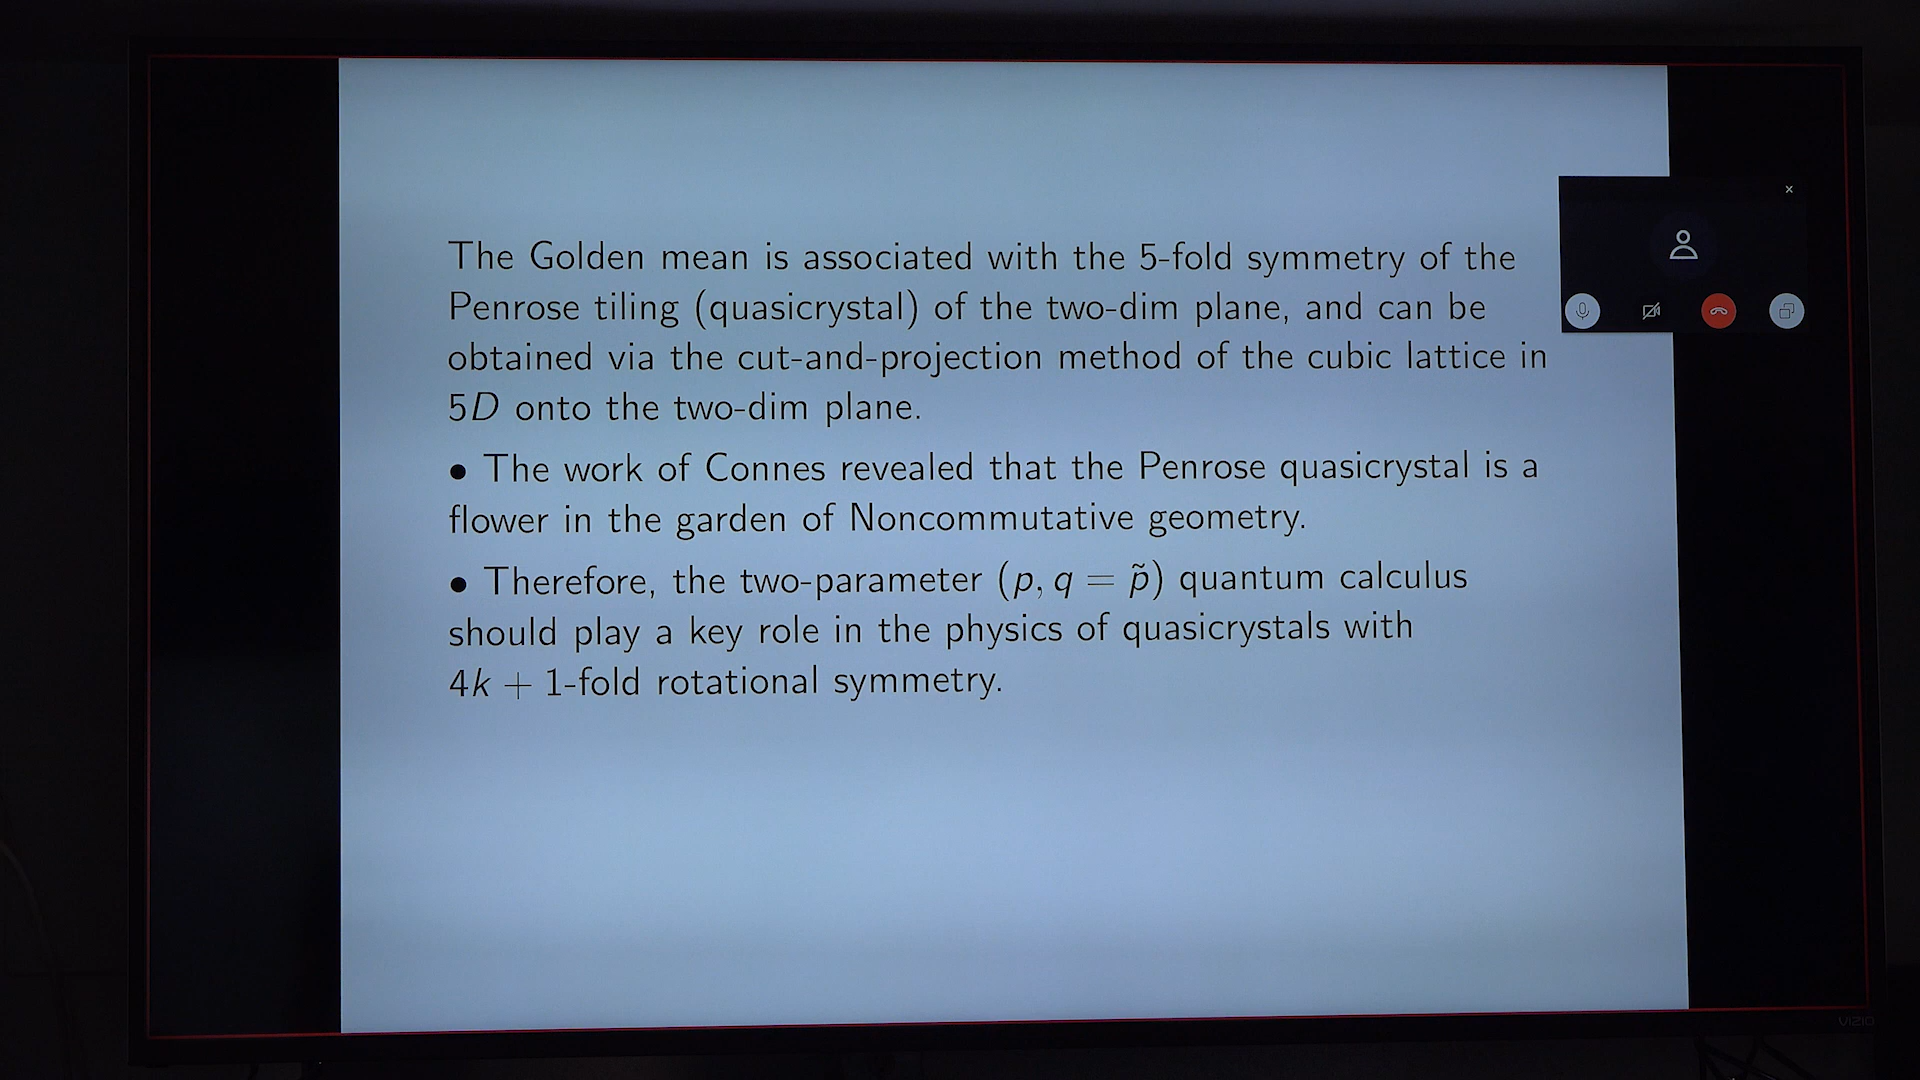 The Golden mean is associated with the 5-fold symmetry of the
Penrose tiling (quasicrystal) of the two-dim plane, and can be
obtained via the cut-and-projection method of the cubic lattice in
5D onto the two-dim plane.
• The work of Connes revealed that the Penrose quasicrystal is a
flower in the garden of Noncommutative geometry.
• Therefore, the two-parameter (p, q = p̃) quantum calculus
should play a key role in the physics of quasicrystals with
4k + 1-fold rotational symmetry.
VIZIO